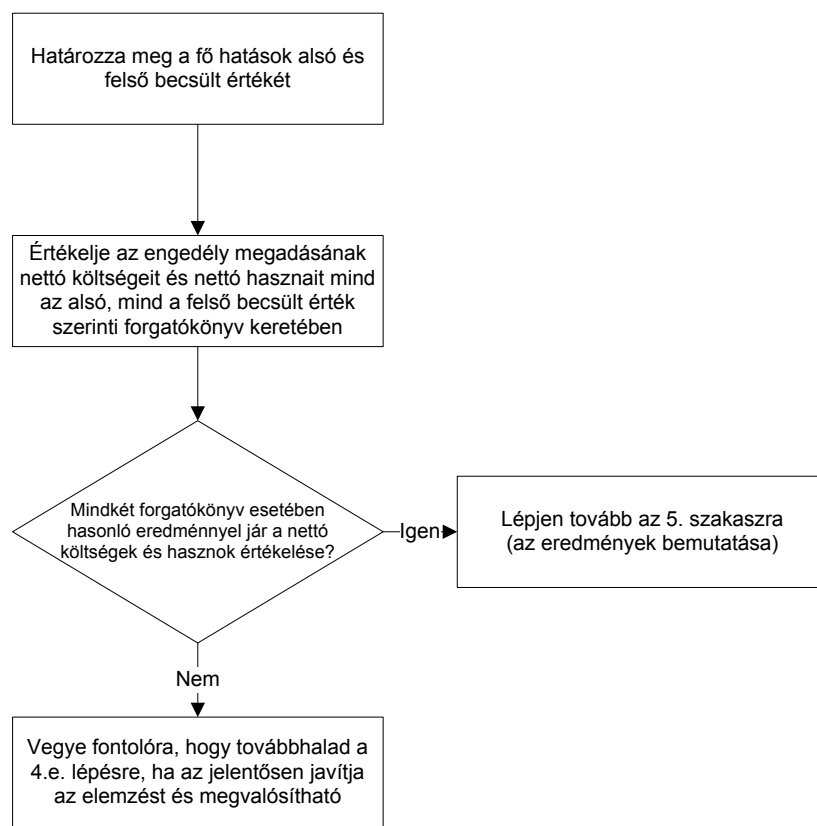 Határozza meg a fő hatások alsó és
felső becsült értékét
Értékelje az engedély megadásának
nettó költségeit és nettó hasznait mind
az alsó, mind a felső becsült érték
szerinti forgatókönyv keretében
Mindkét forgatókönyv esetében
hasonló eredménnyel jár a nettó
költségek és hasznok értékelése?
Igen
Lépjen tovább az 5. szakaszra
(az eredmények bemutatása)
Nem
Vegye fontolóra, hogy továbbhalad a
4.e. lépésre, ha az jelentősen javítja
az elemzést és megvalósítható